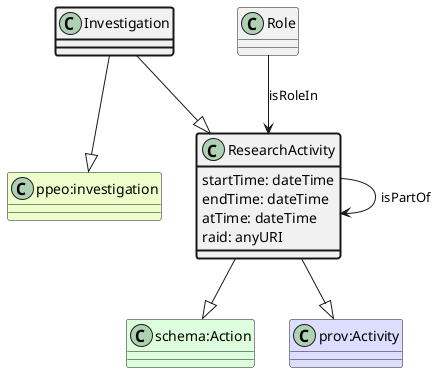 C Investigation
C Role
isRoleIn
C ResearchActivity
startTime: dateTime
endTime: dateTime
atTime: dateTime
raid: anyURI
isPartOf
C ppeo:investigation
C schema:Action
C prov:Activity